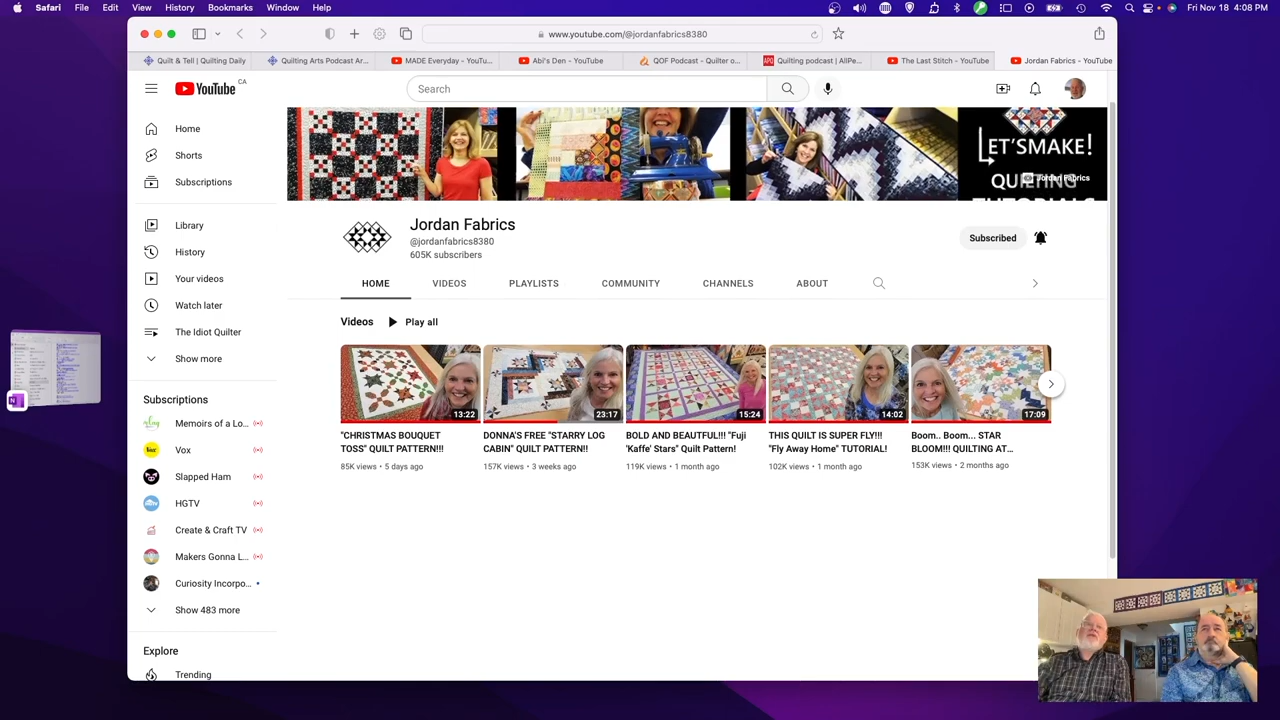 Safari File Edit View History Bookmarks Window Help Fri Nov 18 4:08 PM
www.youtube.com/@jordanfabrics8380
Quilt & Tell | Quilting Daily
Quilting Arts Podcast Ar...
MADE Everyday - YouTu...
Abi's Den - YouTube
QOF Podcast - Quilter o...
Quilting podcast | AllPe...
The Last Stitch - YouTube
Jordan Fabrics - YouTube
YouTube CA
Search
Home
Shorts
Subscriptions
Library
History
Your videos
Watch later
The Idiot Quilter
Show more
Subscriptions
Memoirs of a Lo...
Vox
Slapped Ham
HGTV
Create & Craft TV
Makers Gonna L...
Curiosity Incorpo...
Show 483 more
Explore
Trending
LET'S MAKE!
Jordan Fabrics
QUILTING
TUTORIALS
Jordan Fabrics
@jordanfabrics8380
605K subscribers
Subscribed
HOME VIDEOS PLAYLISTS COMMUNITY CHANNELS ABOUT
Videos Play all
13:22
"CHRISTMAS BOUQUET
TOSS" QUILT PATTERN!!!
85K views • 5 days ago
23:17
DONNA'S FREE "STARRY LOG
CABIN" QUILT PATTERN!!
157K views • 3 weeks ago
15:24
BOLD AND BEAUTFUL!!! "Fuji
'Kaffe' Stars" Quilt Pattern!
119K views • 1 month ago
14:02
THIS QUILT IS SUPER FLY!!!
"Fly Away Home" TUTORIAL!
102K views • 1 month ago
17:09
Boom.. Boom... STAR
BLOOM!!! QUILTING AT...
153K views • 2 months ago